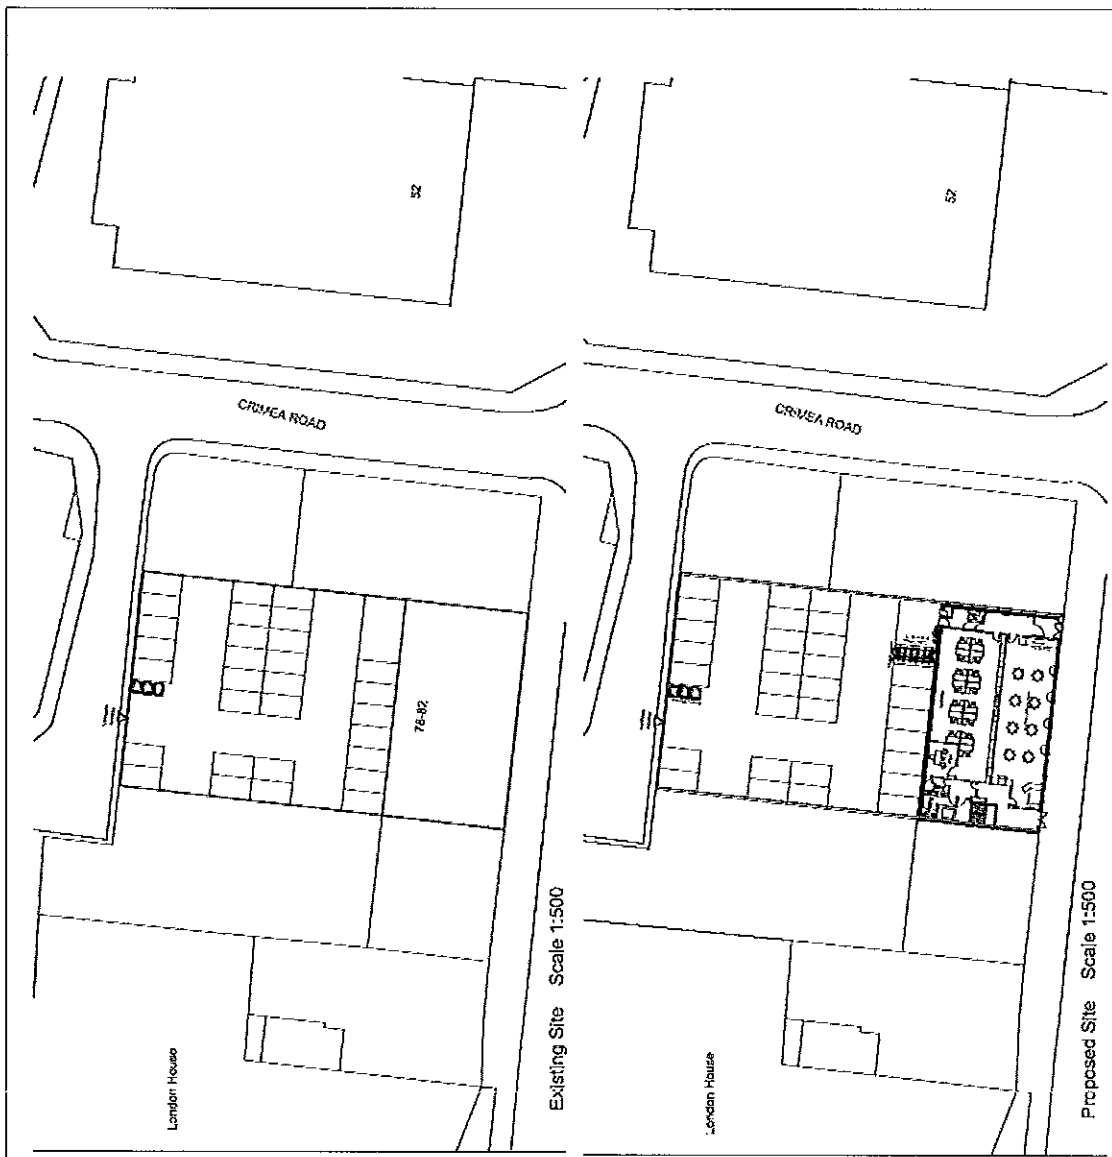 52
CRIMEA ROAD
78-82
London House
Existing Site Scale 1:500
52
CRIMEA ROAD
London House
Proposed Site Scale 1:500